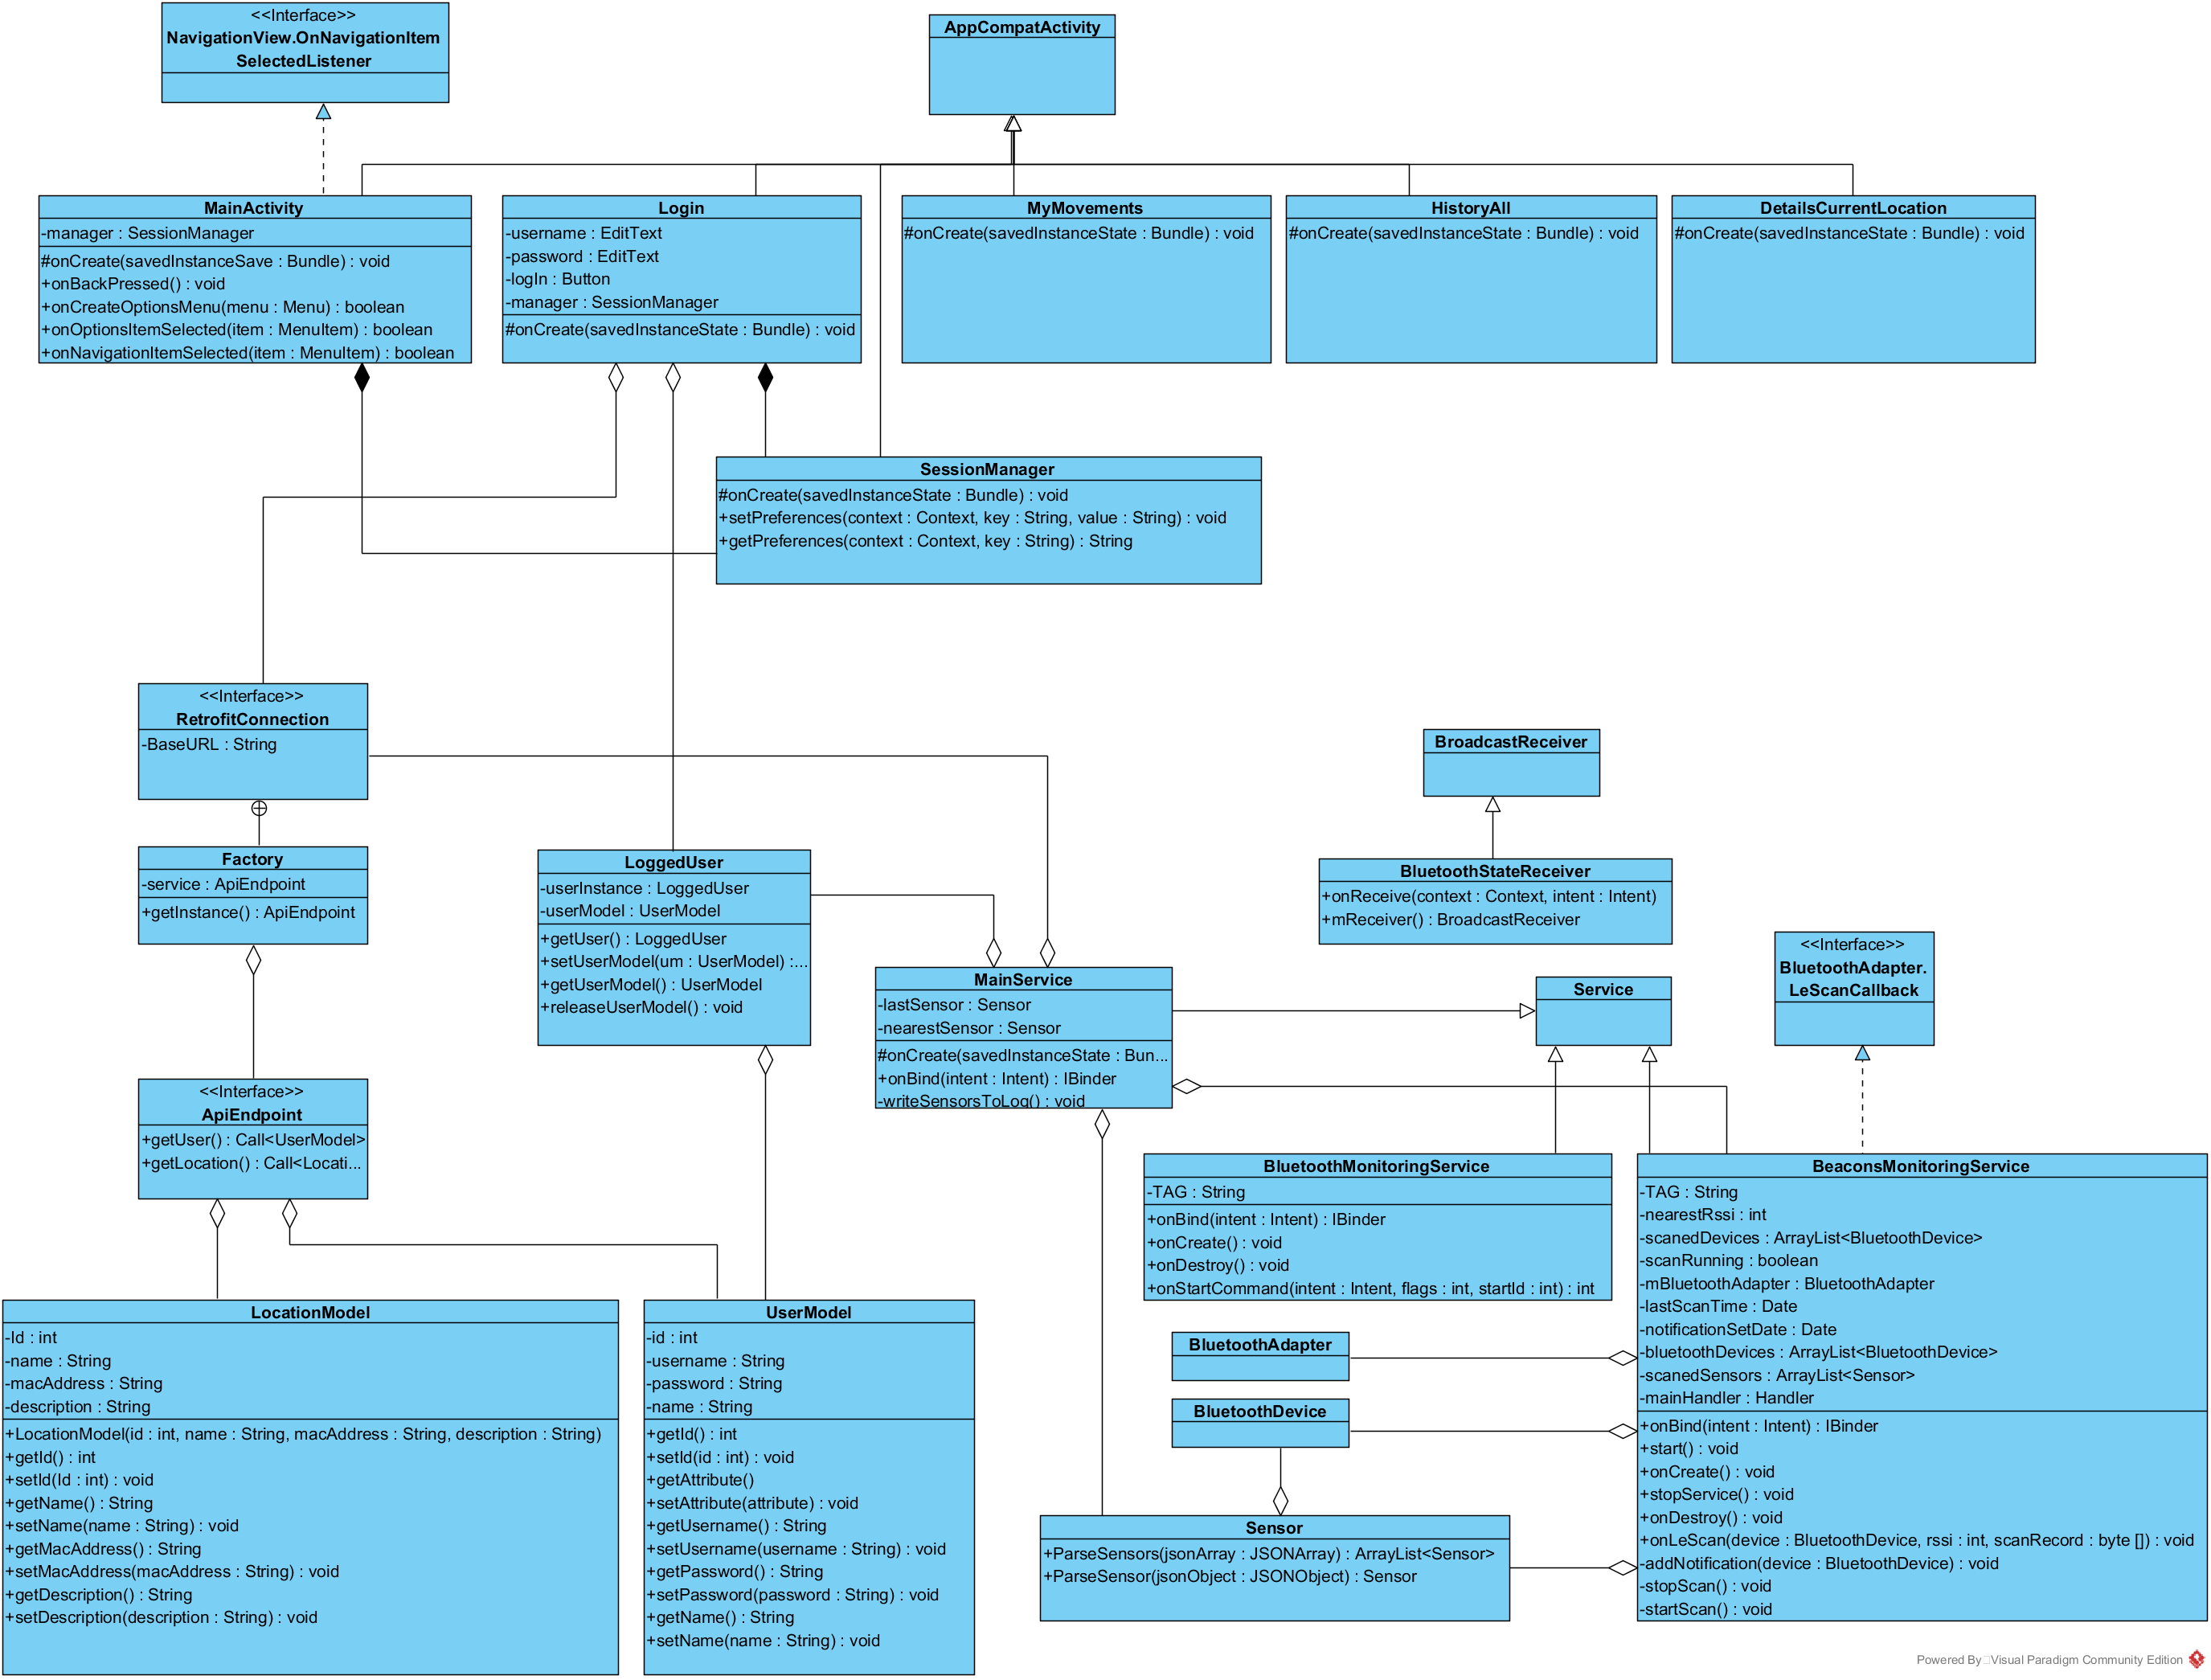 <<Interface>>
NavigationView.OnNavigationItem
SelectedListener
AppCompatActivity
MainActivity
-manager : SessionManager
#onCreate(savedInstanceSave : Bundle) : void
+onBackPressed() : void
+onCreateOptionsMenu(menu : Menu) : boolean
+onOptionsItemSelected(item : MenuItem) : boolean
+onNavigationItemSelected(item : MenuItem) : boolean
Login
-username : EditText
-password : EditText
-logIn : Button
-manager : SessionManager
#onCreate(savedInstanceState : Bundle) : void
MyMovements
#onCreate(savedInstanceState : Bundle) : void
HistoryAll
#onCreate(savedInstanceState : Bundle) : void
DetailsCurrentLocation
#onCreate(savedInstanceState : Bundle) : void
SessionManager
#onCreate(savedInstanceState : Bundle) : void
+setPreferences(context : Context, key : String, value : String) : void
+getPreferences(context : Context, key : String) : String
<<Interface>>
RetrofitConnection
-BaseURL : String
Factory
-service : ApiEndpoint
+getInstance() : ApiEndpoint
LoggedUser
-userInstance : LoggedUser
-userModel : UserModel
+getUser() : LoggedUser
+setUserModel(um : UserModel) :...
+getUserModel() : UserModel
+releaseUserModel() : void
BroadcastReceiver
BluetoothStateReceiver
+onReceive(context : Context, intent : Intent)
+mReceiver() : BroadcastReceiver
MainService
-lastSensor : Sensor
-nearestSensor : Sensor
#onCreate(savedInstanceState : Bun...
+onBind(intent : Intent) : IBinder
-writeSensorsToLog() : void
Service
<<Interface>>
BluetoothAdapter.
LeScanCallback
<<Interface>>
ApiEndpoint
+getUser() : Call<UserModel>
+getLocation() : Call<Locati...
BluetoothMonitoringService
-TAG : String
+onBind(intent : Intent) : IBinder
+onCreate() : void
+onDestroy() : void
+onStartCommand(intent : Intent, flags : int, startId : int) : int
BeaconsMonitoringService
-TAG : String
-nearestRssi : int
-scanedDevices : ArrayList<BluetoothDevice>
-scanRunning : boolean
-mBluetoothAdapter : BluetoothAdapter
-lastScanTime : Date
-notificationSetDate : Date
-bluetoothDevices : ArrayList<BluetoothDevice>
-scanedSensors : ArrayList<Sensor>
-mainHandler : Handler
+onBind(intent : Intent) : IBinder
+start() : void
+onCreate() : void
+stopService() : void
+onDestroy() : void
+onLeScan(device : BluetoothDevice, rssi : int, scanRecord : byte []) : void
-addNotification(device : BluetoothDevice) : void
-stopScan() : void
-startScan() : void
LocationModel
-Id : int
-name : String
-macAddress : String
-description : String
+LocationModel(id : int, name : String, macAddress : String, description : String)
+getId() : int
+setId(Id : int) : void
+getName() : String
+setName(name : String) : void
+getMacAddress() : String
+setMacAddress(macAddress : String) : void
+getDescription() : String
+setDescription(description : String) : void
UserModel
-id : int
-username : String
-password : String
-name : String
+getId() : int
+setId(id : int) : void
+getAttribute()
+setAttribute(attribute) : void
+getUsername() : String
+setUsername(username : String) : void
+getPassword() : String
+setPassword(password : String) : void
+getName() : String
+setName(name : String) : void
BluetoothAdapter
BluetoothDevice
Sensor
+ParseSensors(jsonArray : JSONArray) : ArrayList<Sensor>
+ParseSensor(jsonObject : JSONObject) : Sensor
Powered By Visual Paradigm Community Edition